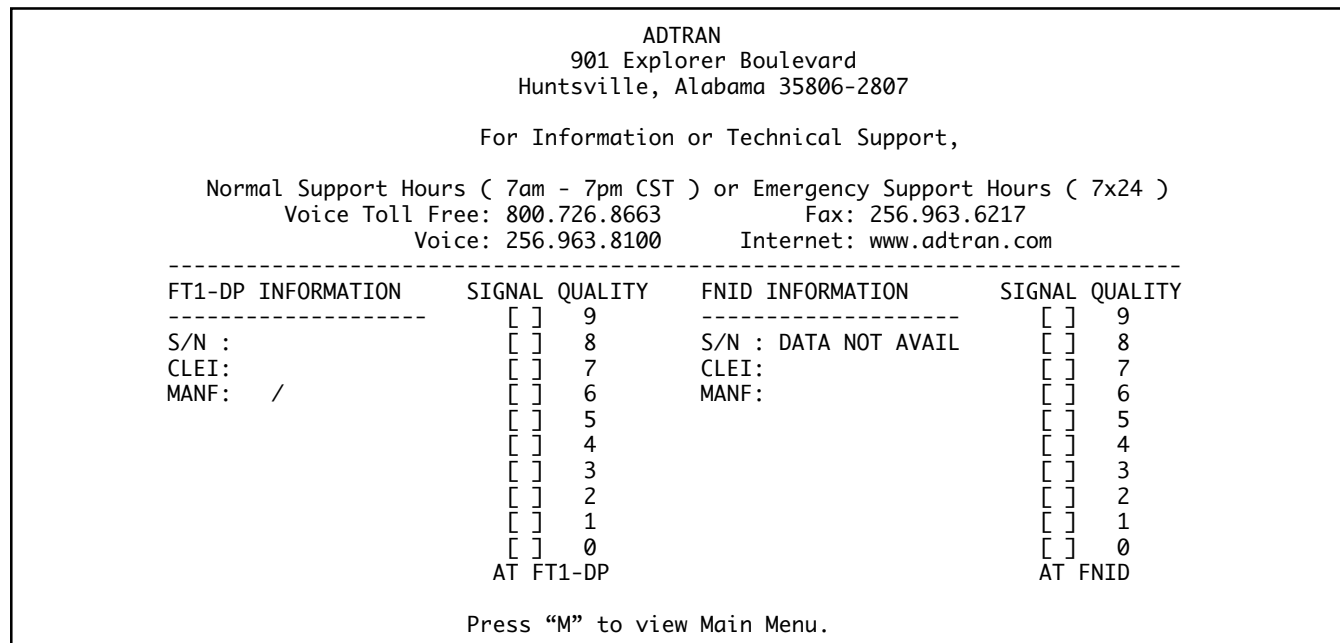 ADTRAN
901 Explorer Boulevard
Huntsville, Alabama 35806-2807
For Information or Technical Support,
Normal Support Hours ( 7am - 7pm CST ) or Emergency Support Hours ( 7x24 )
Voice Toll Free: 800.726.8663 Fax: 256.963.6217
Voice: 256.963.8100 Internet: www.adtran.com
------------------------------------------------------------------------------
FT1-DP INFORMATION SIGNAL QUALITY FNID INFORMATION SIGNAL QUALITY
-------------------- [ ] 9 -------------------- [ ] 9
S/N : [ ] 8 S/N : DATA NOT AVAIL [ ] 8
CLEI: [ ] 7 CLEI: [ ] 7
MANF: / [ ] 6 MANF: [ ] 6
[ ] 5 [ ] 5
[ ] 4 [ ] 4
[ ] 3 [ ] 3
[ ] 2 [ ] 2
[ ] 1 [ ] 1
[ ] 0 [ ] 0
AT FT1-DP AT FNID
Press “M” to view Main Menu.